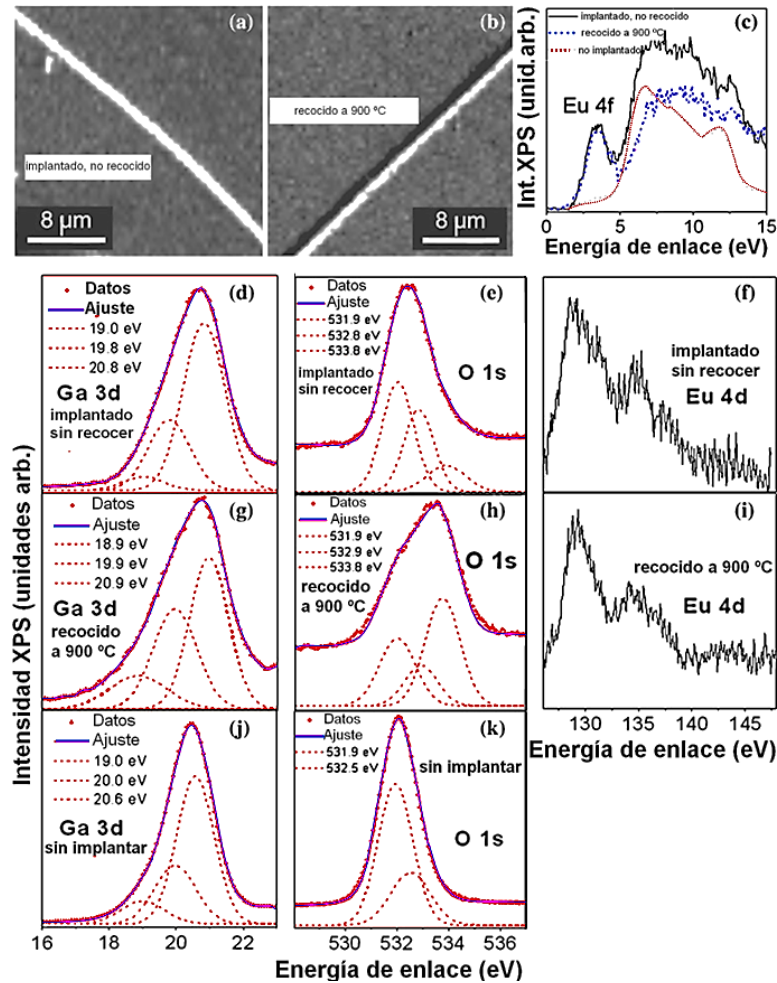 (a)
implantado, no recocido
8 µm
(b)
recocido a 900 ºC
8 µm
(c)
implantado, no recocido
recocido a 900 ºC
no implantado
Eu 4f
Int.XPS (unid.arb.)
0 5 10 15
Energía de enlace (eV)
Intensidad XPS (unidades arb.)
(d)
Datos
Ajuste
19.0 eV
19.8 eV
20.8 eV
Ga 3d
implantado
sin recocer
(e)
Datos
Ajuste
531.9 eV
532.8 eV
533.8 eV
implantado
sin recocer
O 1s
(f)
implantado
sin recocer
Eu 4d
(g)
Datos
Ajuste
18.9 eV
19.9 eV
20.9 eV
Ga 3d
recocido
a 900 ºC
(h)
Datos
Ajuste
531.9 eV
532.9 eV
533.8 eV
recocido
a 900 ºC
O 1s
(i)
recocido a 900 ºC
Eu 4d
130 135 140 145
Energía de enlace (eV)
(j)
Datos
Ajuste
19.0 eV
20.0 eV
20.6 eV
Ga 3d
sin implantar
16 18 20 22
(k)
Datos
Ajuste
531.9 eV
532.5 eV
sin implantar
O 1s
530 532 534 536
Energía de enlace (eV)